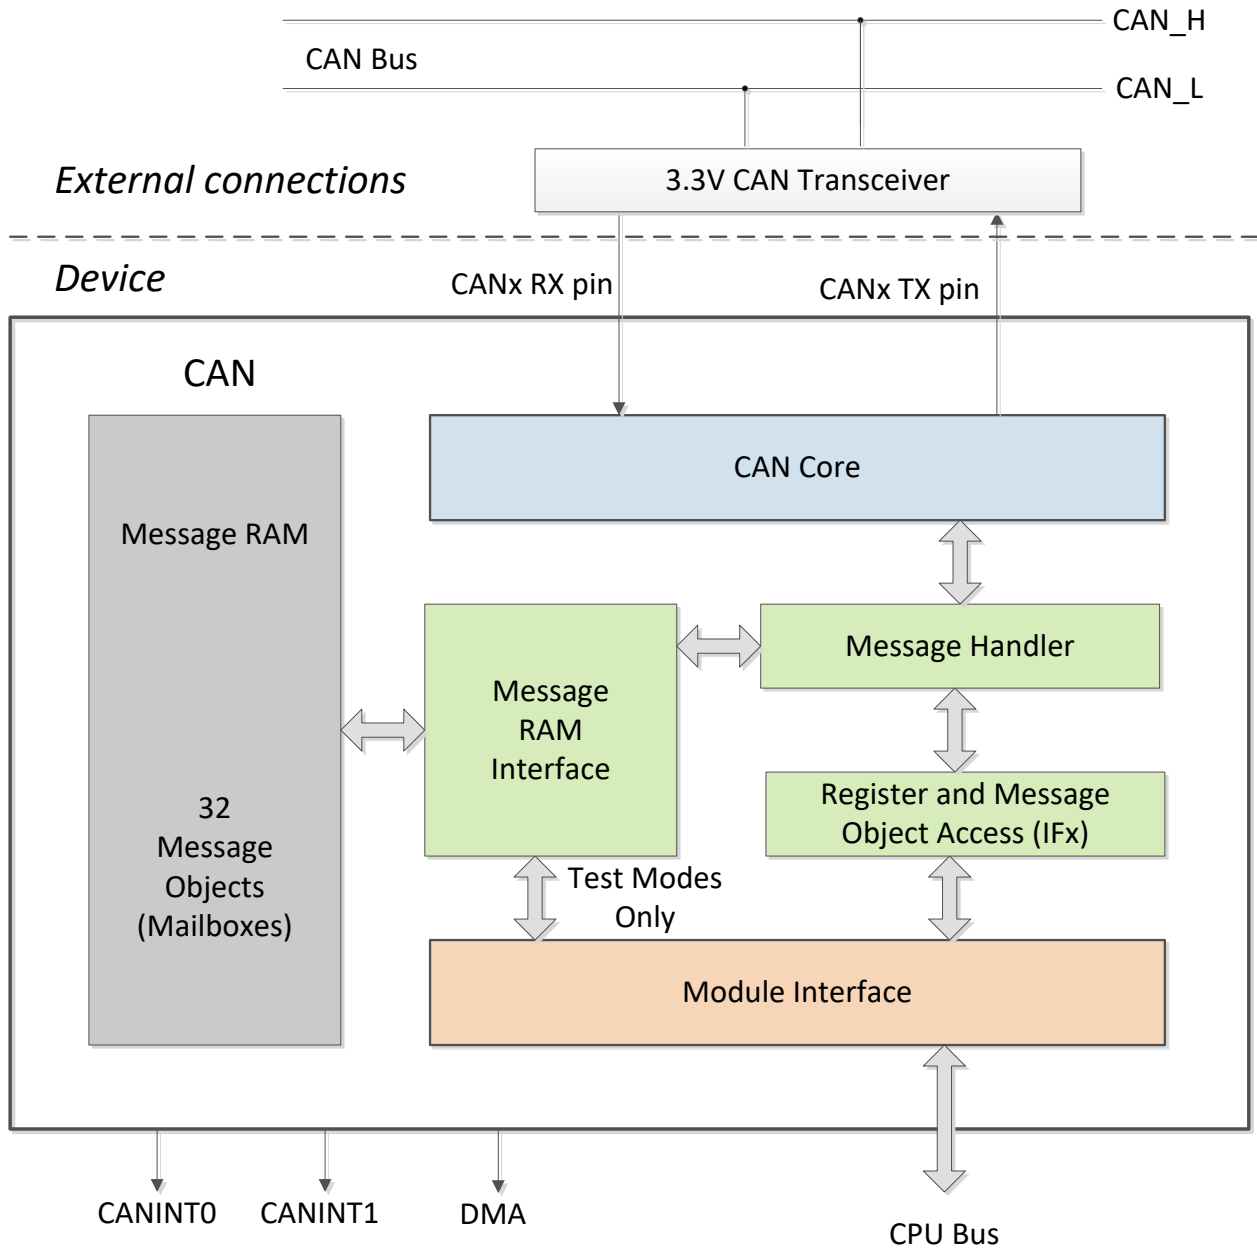 CAN_H
CAN Bus
CAN_L
External connections
3.3V CAN Transceiver
Device
CANx RX pin
CANx TX pin
CAN
CAN Core
Message RAM
Message Handler
Message
RAM
Interface
32
Message
Objects
(Mailboxes)
Register and Message
Object Access (IFx)
Test Modes
Only
Module Interface
CANINT0
CANINT1
DMA
CPU Bus